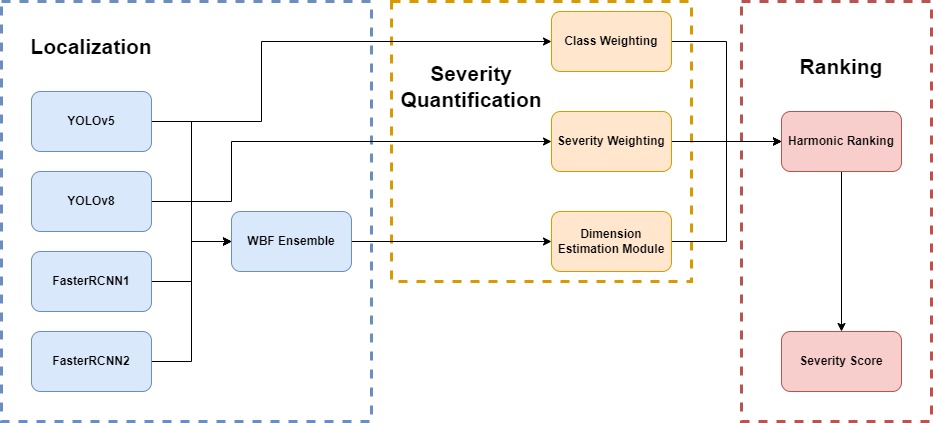 Localization
YOLOv5
YOLOv8
FasterRCNN1
FasterRCNN2
WBF Ensemble
Severity
Quantification
Class Weighting
Severity Weighting
Dimension
Estimation Module
Ranking
Harmonic Ranking
Severity Score